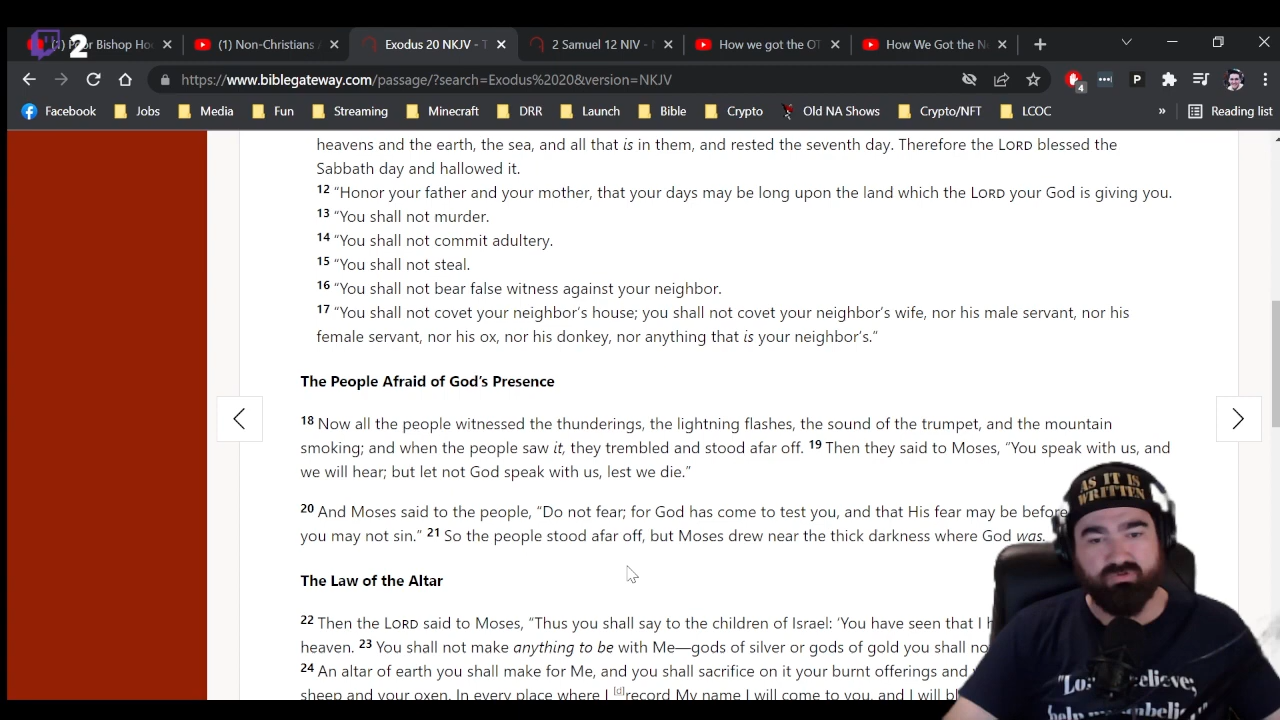 2
r Bishop Ho
(1) Non-Christians
Exodus 20 NKJV - T
2 Samuel 12 NIV -
How we got the OT
How We Got the N
https://www.biblegateway.com/passage/?search=Exodus%2020&version=NKJV
4
P
Facebook
Jobs
Media
Fun
Streaming
Minecraft
DRR
Launch
Bible
Crypto
Old NA Shows
Crypto/NFT
LCOC
»
Reading list
heavens and the earth, the sea, and all that is in them, and rested the seventh day. Therefore the LORD blessed the
Sabbath day and hallowed it.
12 “Honor your father and your mother, that your days may be long upon the land which the LORD your God is giving you.
13 “You shall not murder.
14 “You shall not commit adultery.
15 “You shall not steal.
16 “You shall not bear false witness against your neighbor.
17 “You shall not covet your neighbor’s house; you shall not covet your neighbor’s wife, nor his male servant, nor his
female servant, nor his ox, nor his donkey, nor anything that is your neighbor’s.”
The People Afraid of God’s Presence
18 Now all the people witnessed the thunderings, the lightning flashes, the sound of the trumpet, and the mountain
smoking; and when the people saw it, they trembled and stood afar off. 19 Then they said to Moses, “You speak with us, and
we will hear; but let not God speak with us, lest we die.”
20 And Moses said to the people, “Do not fear; for God has come to test you, and that His fear may be before
you may not sin.” 21 So the people stood afar off, but Moses drew near the thick darkness where God was.
The Law of the Altar
22 Then the LORD said to Moses, “Thus you shall say to the children of Israel: ‘You have seen that I
heaven. 23 You shall not make anything to be with Me—gods of silver or gods of gold you shall no
24 An altar of earth you shall make for Me, and you shall sacrifice on it your burnt offerings and
sheep and your oxen. In every place where I [d]record My name I will come to you, and I will bl
AS IT IS
WRITTEN
"Lo believe;
help